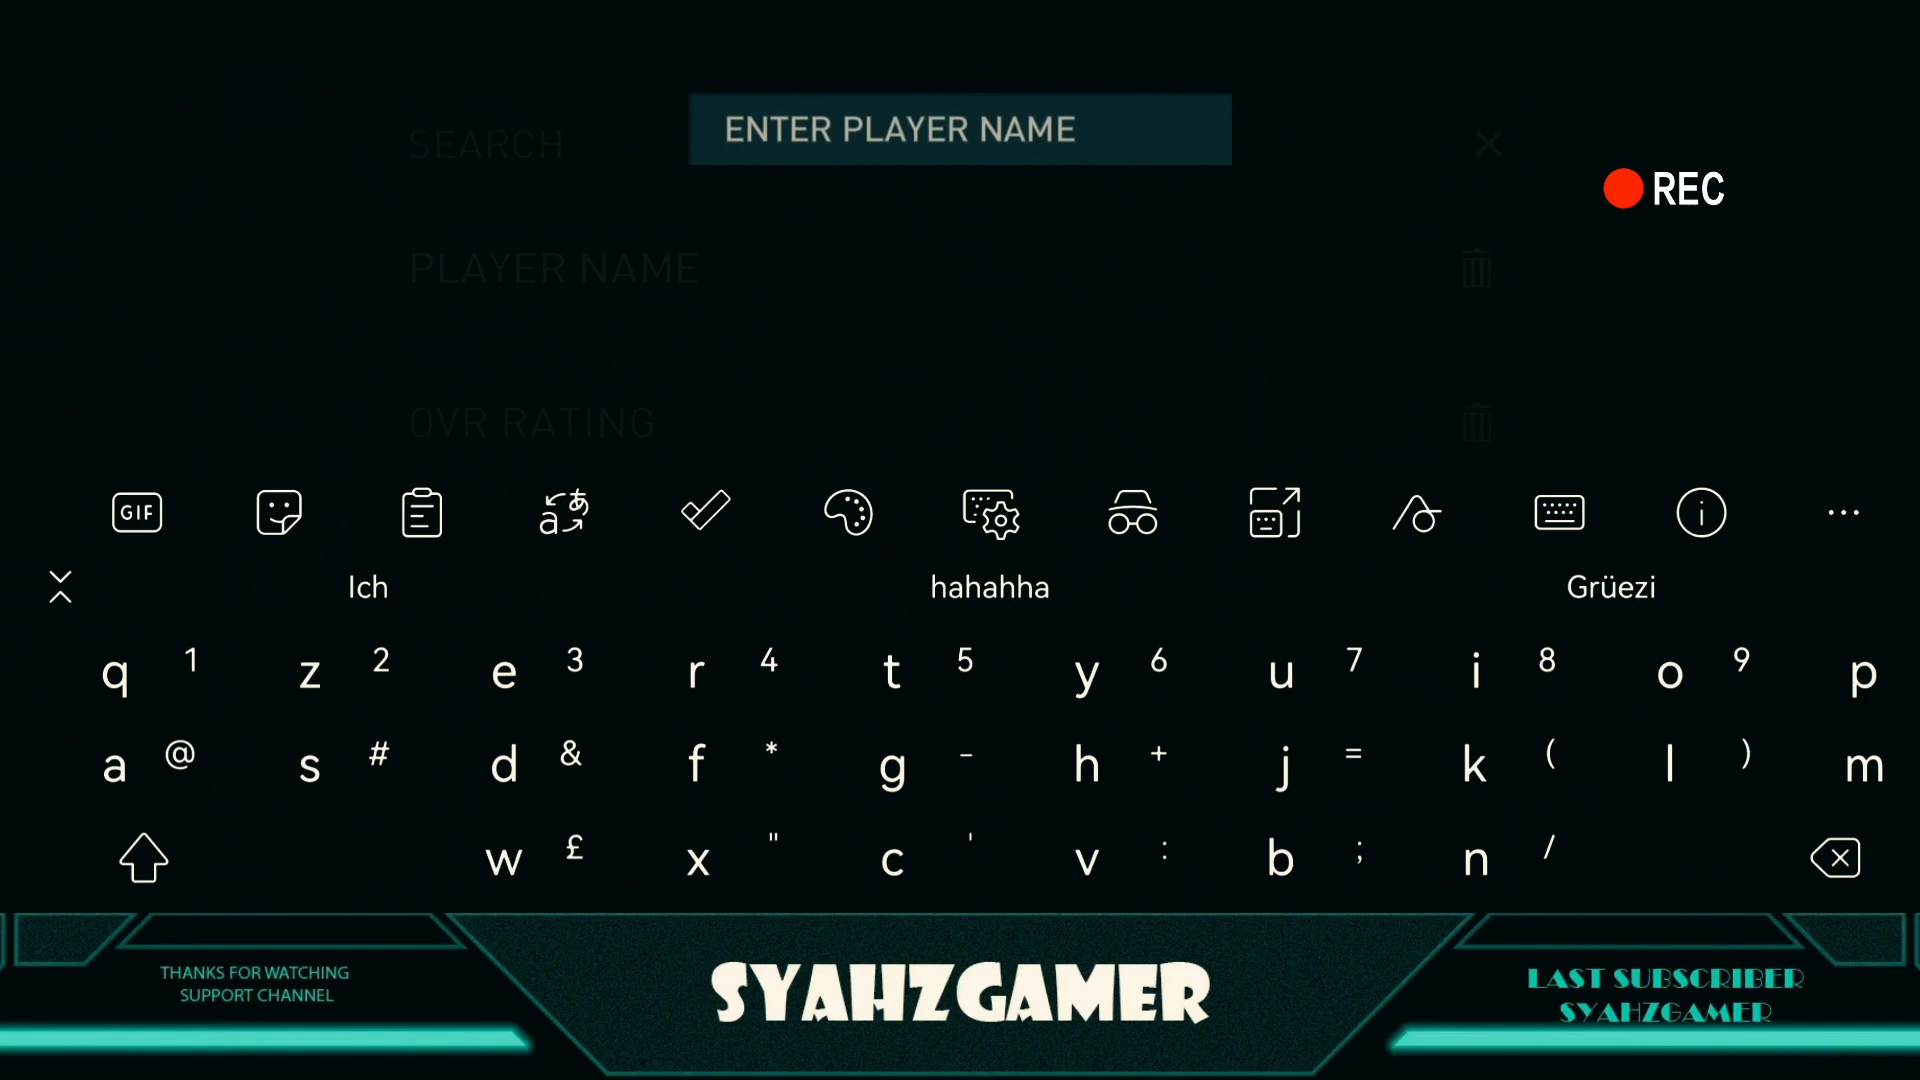 ENTER PLAYER NAME
SEARCH
REC
PLAYER NAME
OVR RATING
GIF
a あ
Ich hahahha Grüezi
q 1 z 2 e 3 r 4 t 5 y 6 u 7 i 8 o 9 p
a @ s # d & f * g - h + j = k ( l ) m
w £ x " c ' v : b ; n /
THANKS FOR WATCHING
SUPPORT CHANNEL
SYAHZGAMER
LAST SUBSCRIBER
SYAHZGAMER